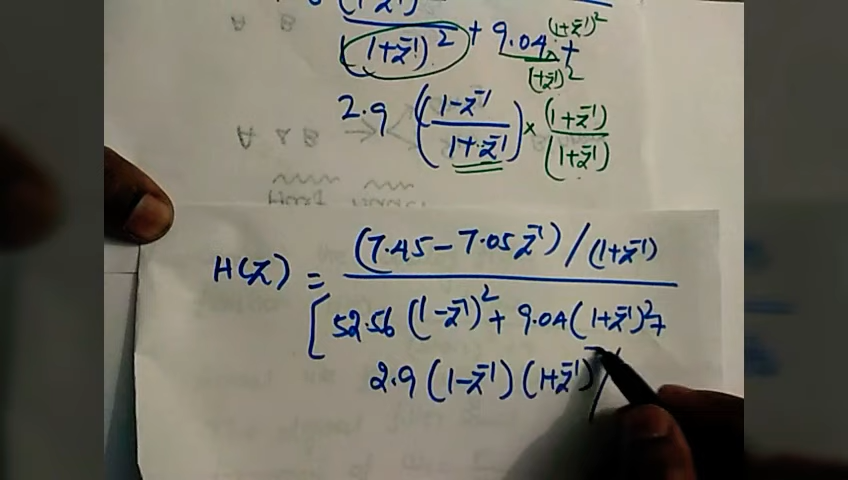 (1+z̄¹)²
(1+z̄¹)² + 9.04 +
(1+z̄¹)²
2.9 (1-z̄¹ / 1+z̄¹) × (1+z̄¹) / (1+z̄¹)
(7.45 - 7.05 z̄¹) / (1+z̄¹)
H(z) =
[52.56 (1-z̄¹)² + 9.04 (1+z̄¹)² +
2.9 (1-z̄¹) (1+z̄¹)